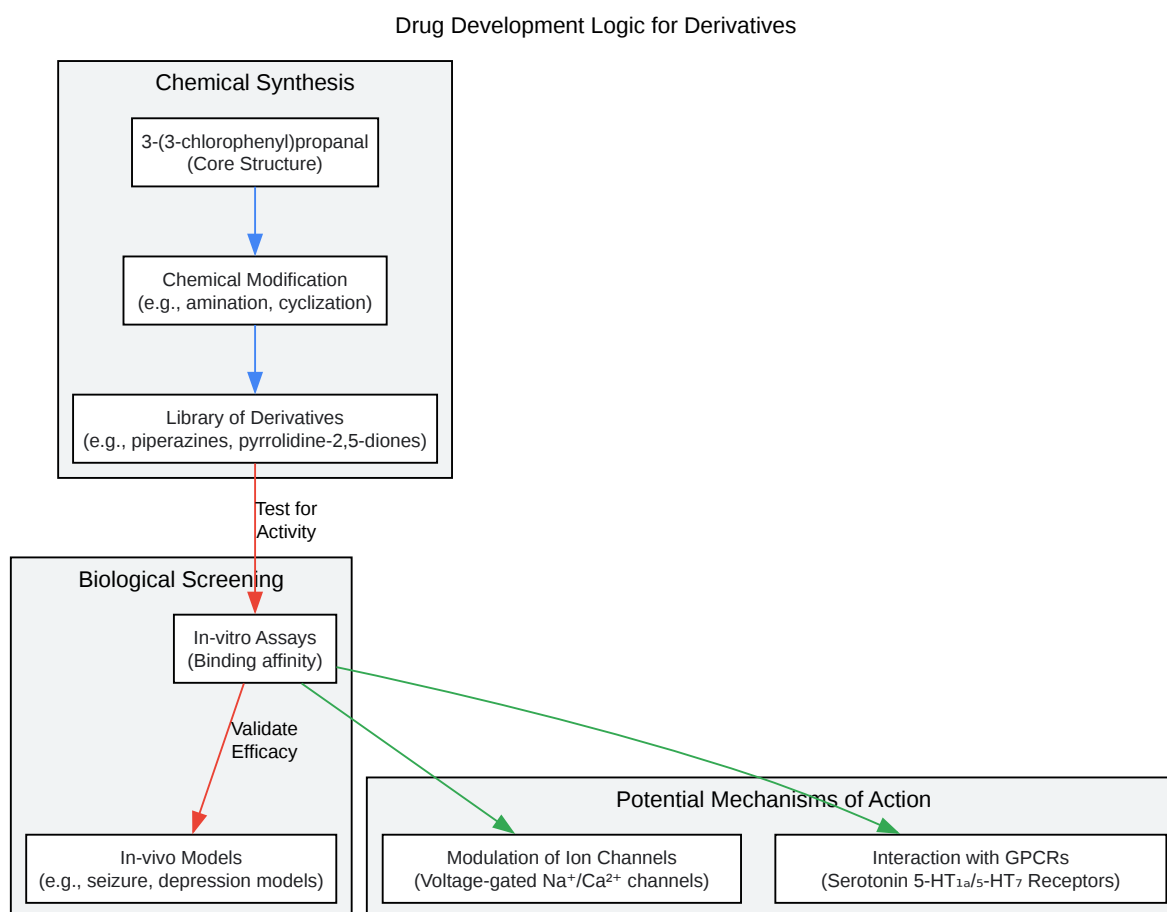 Drug Development Logic for Derivatives
Chemical Synthesis
3-(3-chlorophenyl)propanal
(Core Structure)
Chemical Modification
(e.g., amination, cyclization)
Library of Derivatives
(e.g., piperazines, pyrrolidine-2,5-diones)
Test for
Activity
Biological Screening
In-vitro Assays
(Binding affinity)
Validate
Efficacy
Potential Mechanisms of Action
In-vivo Models
(e.g., seizure, depression models)
Modulation of Ion Channels
(Voltage-gated Na⁺/Ca²⁺ channels)
Interaction with GPCRs
(Serotonin 5-HT₁ₐ/₅-HT₇ Receptors)